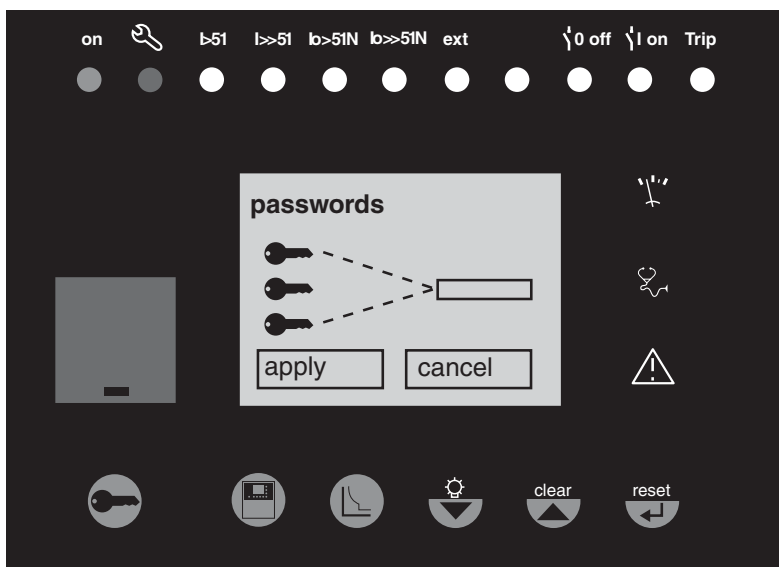 on I>51 I>>51 Io>51N Io>>51N ext 0 off I on Trip
passwords
apply cancel
clear reset